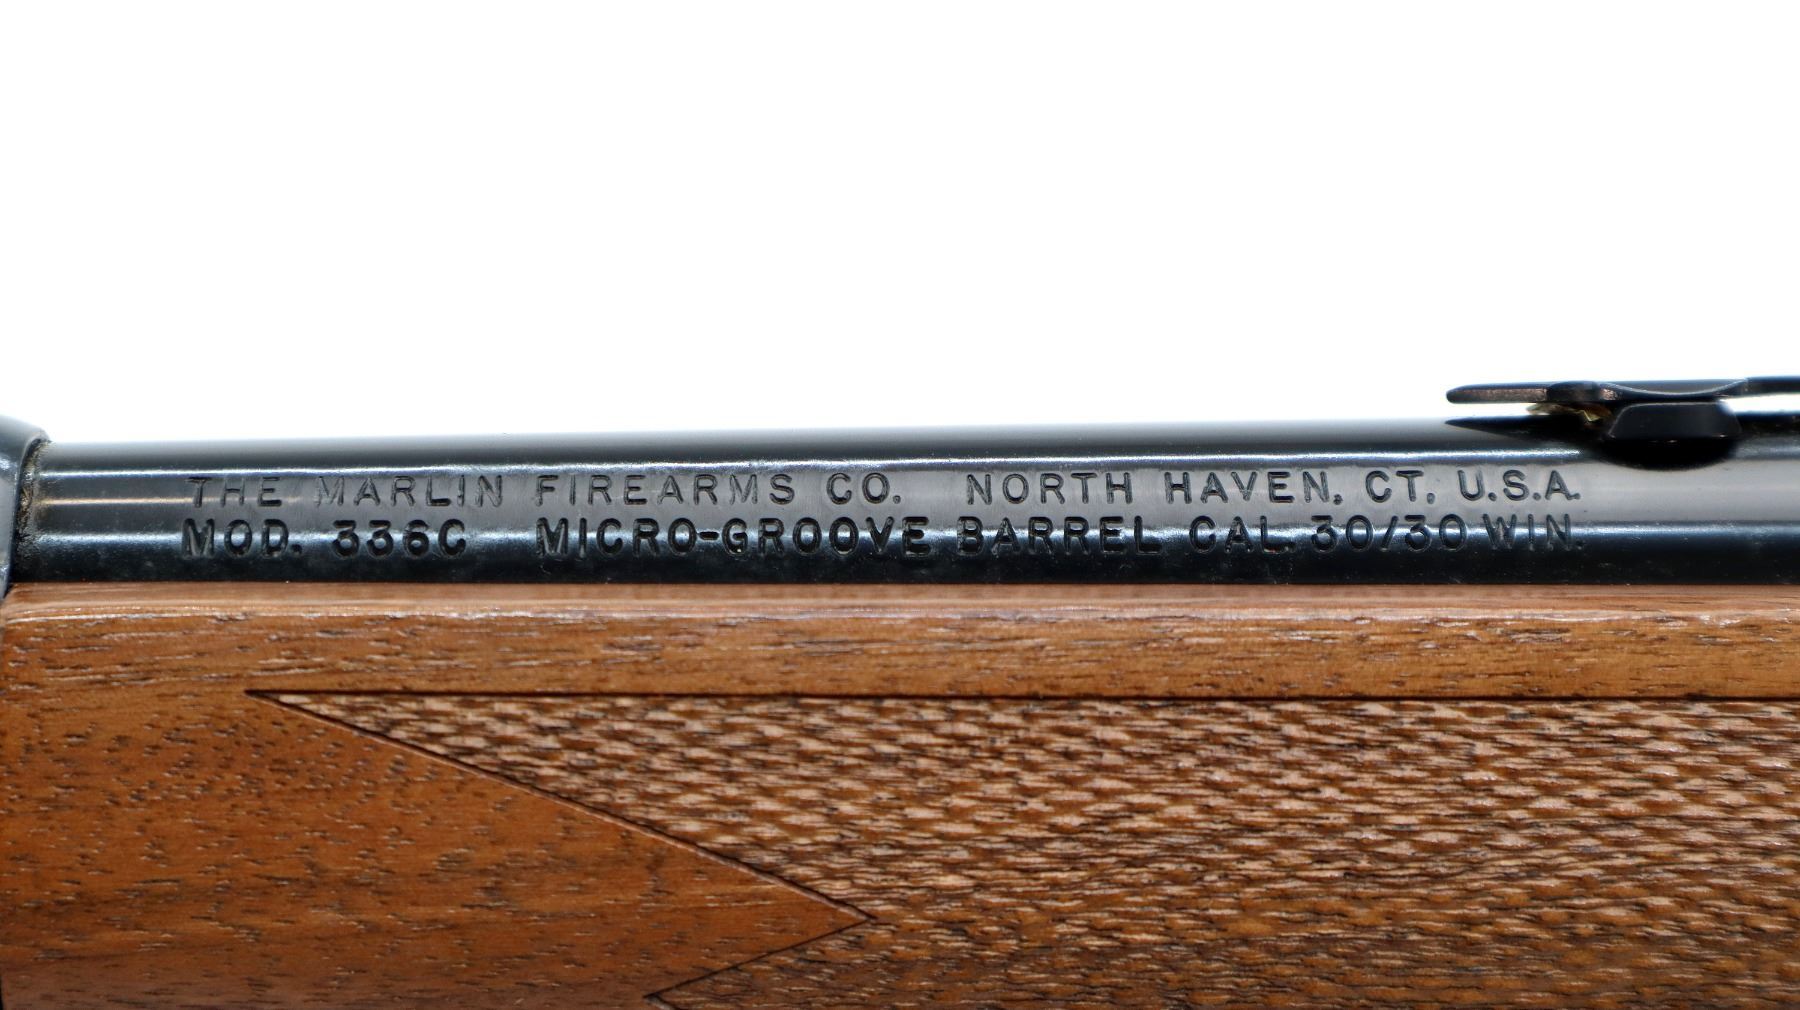 THE MARLIN FIREARMS CO. NORTH HAVEN, CT. U.S.A.
MOD. 336C MICRO-GROOVE BARREL CAL. 30/30 WIN.